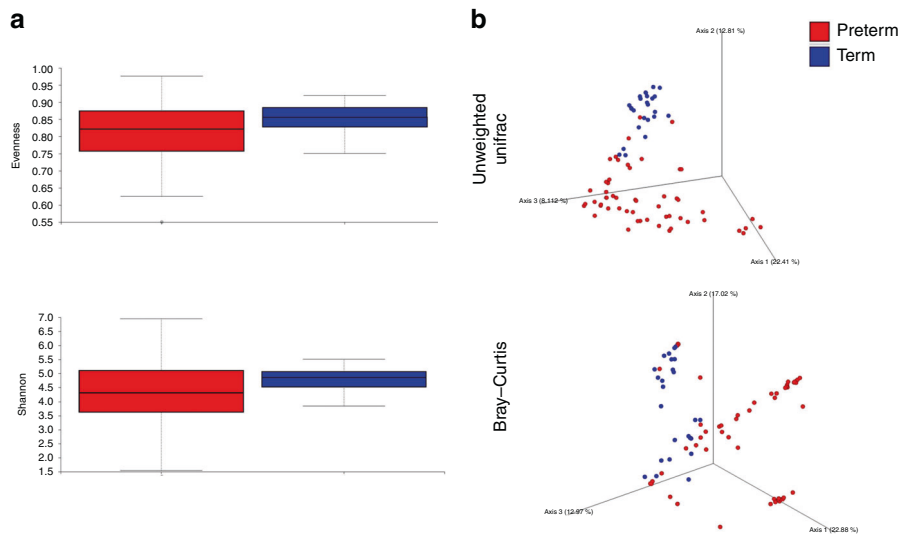 a
1.00
0.95
0.90
0.85
0.80
0.75
0.70
0.65
0.60
0.55
Evenness
7.0
6.5
6.0
5.5
5.0
4.5
4.0
3.5
3.0
2.5
2.0
1.5
Shannon
b
Preterm
Term
Unweighted
unifrac
Axis 2 (12.81 %)
Axis 3 (8.112 %)
Axis 1 (22.41 %)
Bray–Curtis
Axis 2 (17.02 %)
Axis 3 (12.97 %)
Axis 1 (22.88 %)